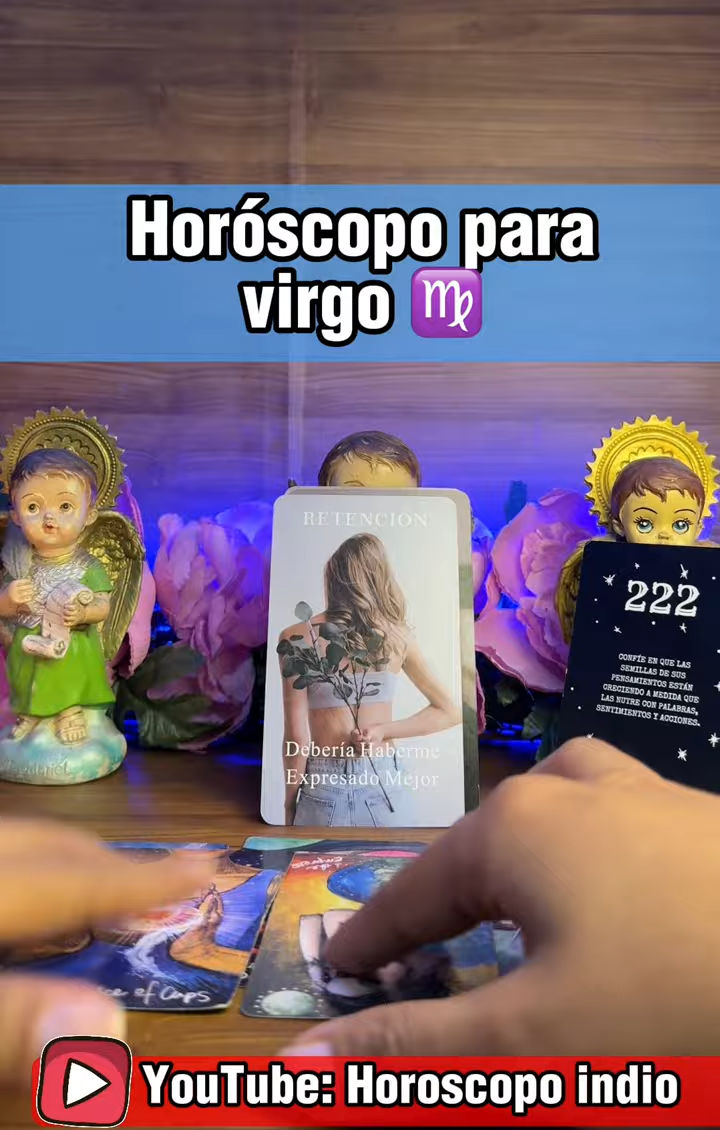 Horóscopo para
virgo ♍
RETENCIÓN
Debería Haberme
Expresado Mejor
222
CONFÍE EN QUE LAS
SEMILLAS DE SUS
PENSAMIENTOS ESTÁN
CRECIENDO A MEDIDA QUE
LAS NUTRE CON PALABRAS,
SENTIMIENTOS Y ACCIONES.
of Cups
YouTube: Horoscopo indio